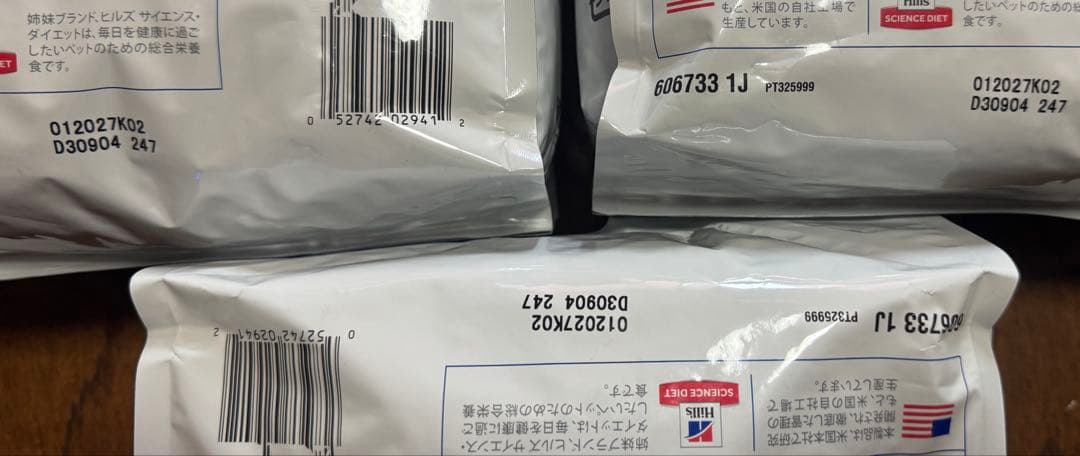 姉妹ブランド、ヒルズ サイエンス・
ダイエットは、毎日を健康に過ご
したいペットのための総合栄養
食です。
ET
012027K02
D30904 247
0 52742 02941 2
もと、米国の自社工場で
生産しています。
Hills
SCIENCE DIET
したいペットのための総
食です。
606733 1J PT325999
012027K02
D30904 247
606733 1J PT325999
012027K02
D30904 247
0 52742 02941 2
本製品は、米国本社で研究
開発され、徹底した管理の
もと、米国の自社工場で
生産しています。
Hill's
SCIENCE DIET
姉妹ブランド、ヒルズ サイエンス・
ダイエットは、毎日を健康に過ご
したいペットのための総合栄養
食です。